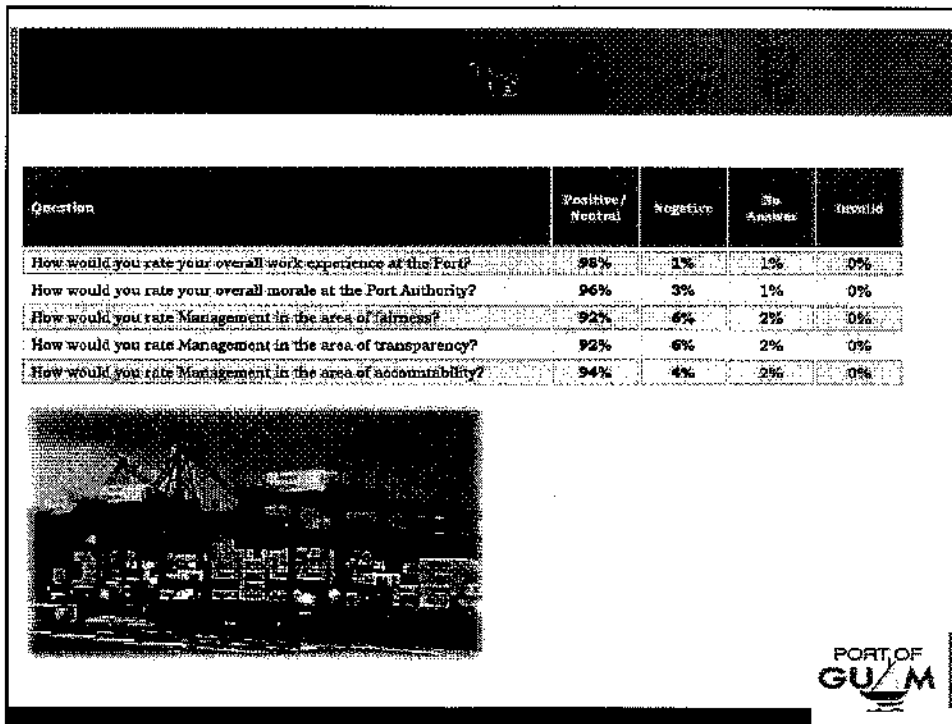 Question Positive/ Neutral Negative No Answer Invalid
How would you rate your overall work experience at the Port? 98% 1% 1% 0%
How would you rate your overall morale at the Port Authority? 96% 3% 1% 0%
How would you rate Management in the area of fairness? 92% 6% 2% 0%
How would you rate Management in the area of transparency? 92% 6% 2% 0%
How would you rate Management in the area of accountability? 94% 4% 2% 0%
PORT OF
GUAM